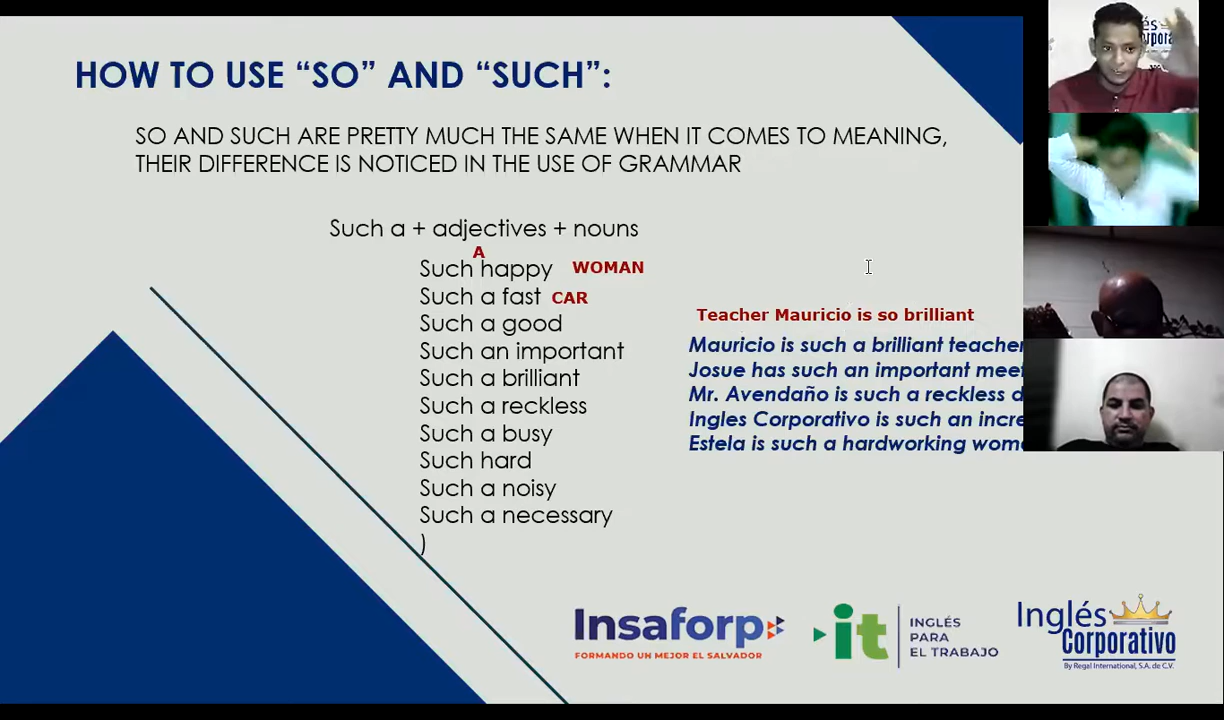 HOW TO USE “SO” AND “SUCH”:
SO AND SUCH ARE PRETTY MUCH THE SAME WHEN IT COMES TO MEANING,
THEIR DIFFERENCE IS NOTICED IN THE USE OF GRAMMAR
Such a + adjectives + nouns
A
Such happy WOMAN
Such a fast CAR
Such a good
Such an important
Such a brilliant
Such a reckless
Such a busy
Such hard
Such a noisy
Such a necessary
)
Teacher Mauricio is so brilliant
Mauricio is such a brilliant teacher
Josue has such an important
Mr. Avendaño is such a reckless
Ingles Corporativo is such an
Estela is such a hardworking
Insaforp
FORMANDO UN MEJOR EL SALVADOR
it
INGLÉS
PARA
EL TRABAJO
Inglés
Corporativo
By Regal International, S.A. de C.V.